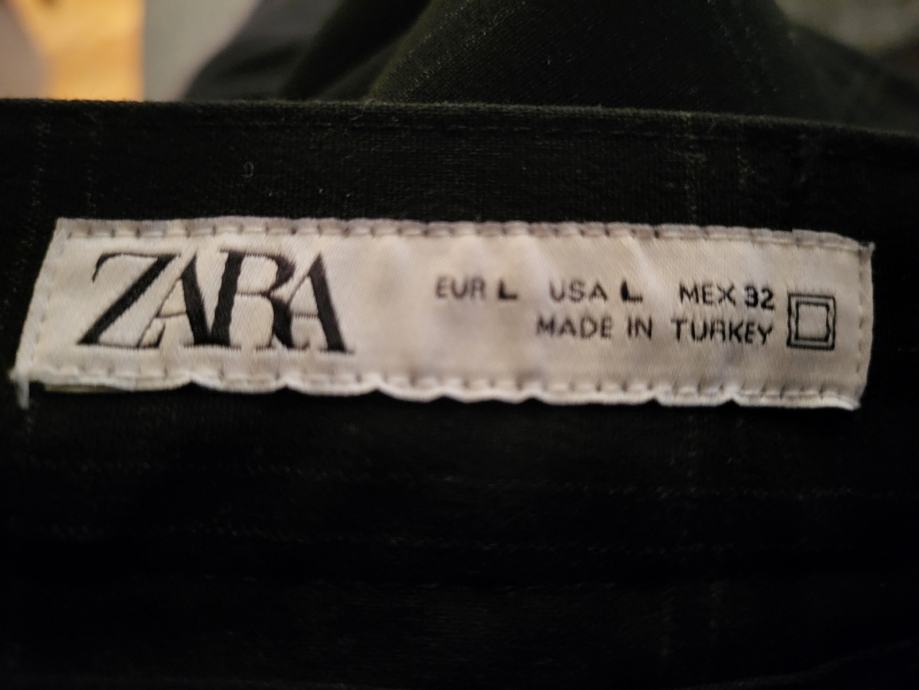 ZARA
EUR L USA L MEX 32
MADE IN TURKEY